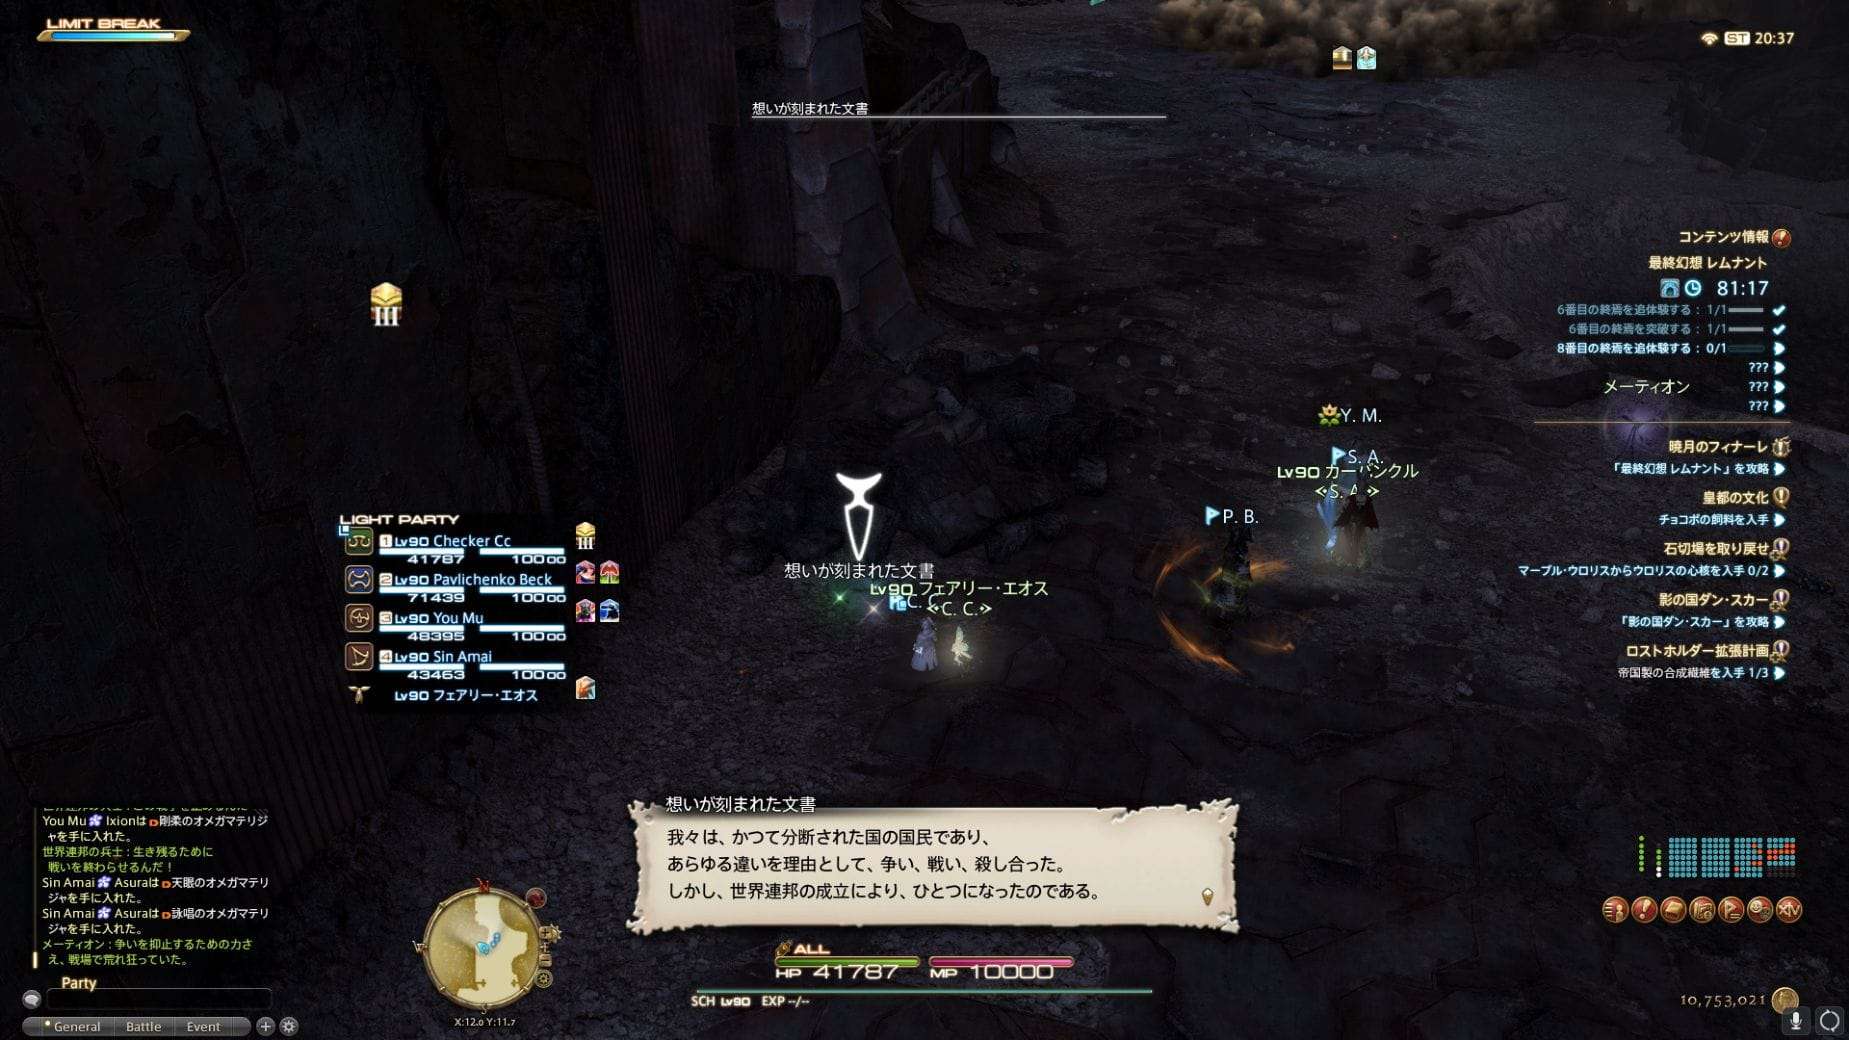 LIMIT BREAK
ST 20:37
想いが刻まれた文書
コンテンツ情報
最終幻想 レムナント
81:17
6番目の終焉を追体験する： 1/1
6番目の終焉を突破する： 1/1
8番目の終焉を追体験する： 0/1
???
???
???
メーティオン
暁月のフィナーレ
「最終幻想 レムナント」を攻略
皇都の文化
チョコボの飼料を入手
石切場を取り戻せ
マーブル・ウロリスからウロリスの心核を入手 0/2
影の国ダン・スカー
「影の国ダン・スカー」を攻略
ロストホルダー拡張計画
帝国製の合成繊維を入手 1/3
Y. M.
S. A.
Lv90 カーバンクル
P. B.
想いが刻まれた文書
Lv90 フェアリー・エオス
<C. C.>
III
LIGHT PARTY
1 Lv90 Checker Cc
41787 10000
III
2 Lv90 Pavlichenko Beck
71439 10000
3 Lv90 You Mu
48395 10000
4 Lv90 Sin Amai
43463 10000
Lv90 フェアリー・エオス
You Mu Ixionは 剛柔のオメガマテリジ
ャを手に入れた。
世界連邦の兵士：生き残るために
戦いを終わらせるんだ！
Sin Amai Asuraは 天眼のオメガマテリ
ジャを手に入れた。
Sin Amai Asuraは 詠唱のオメガマテリ
ジャを手に入れた。
メーティオン：争いを抑止するための力さ
え、戦場で荒れ狂っていた。
Party
General Battle Event
X:12.0 Y:11.7
想いが刻まれた文書
我々は、かつて分断された国の国民であり、
あらゆる違いを理由として、争い、戦い、殺し合った。
しかし、世界連邦の成立により、ひとつになったのである。
ALL
HP 41787 MP 10000
SCH Lv90 EXP --/--
XIV
10,753,021